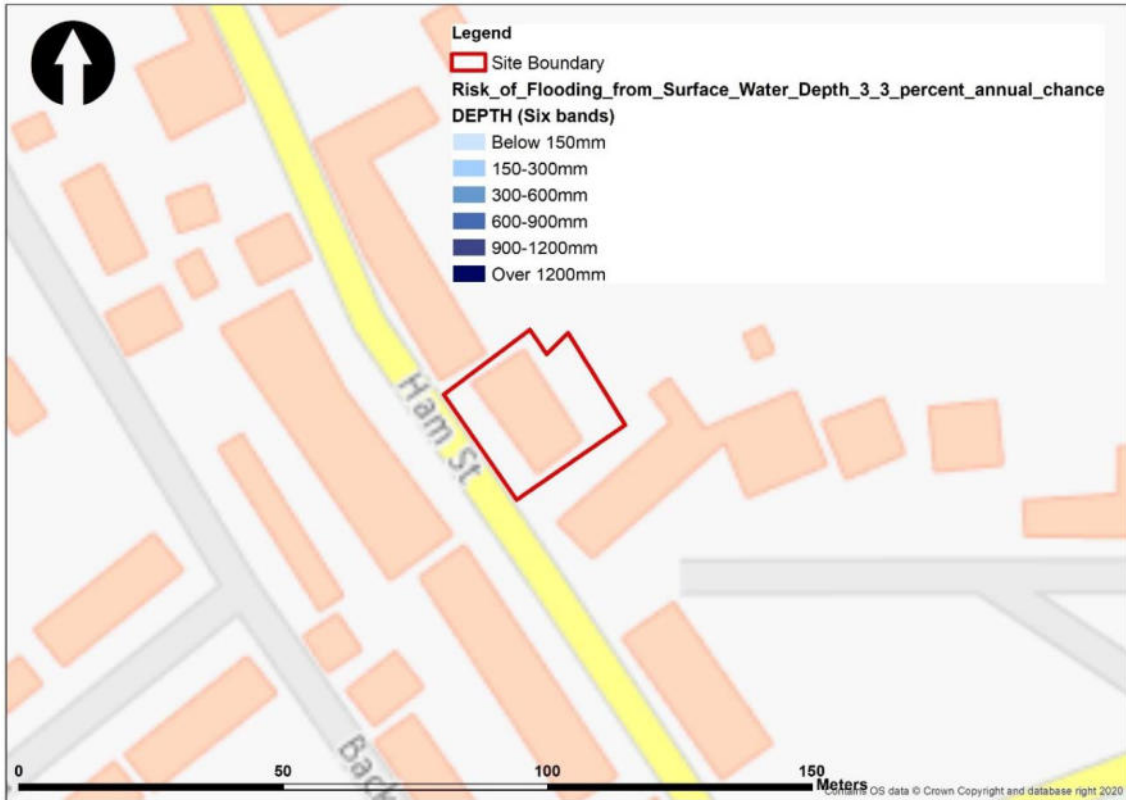 Legend
Site Boundary
Risk_of_Flooding_from_Surface_Water_Depth_3_3_percent_annual_chance
DEPTH (Six bands)
Below 150mm
150-300mm
300-600mm
600-900mm
900-1200mm
Over 1200mm
Ham St
Back
0 50 100 150
Meters
Contains OS data © Crown Copyright and database right 2020